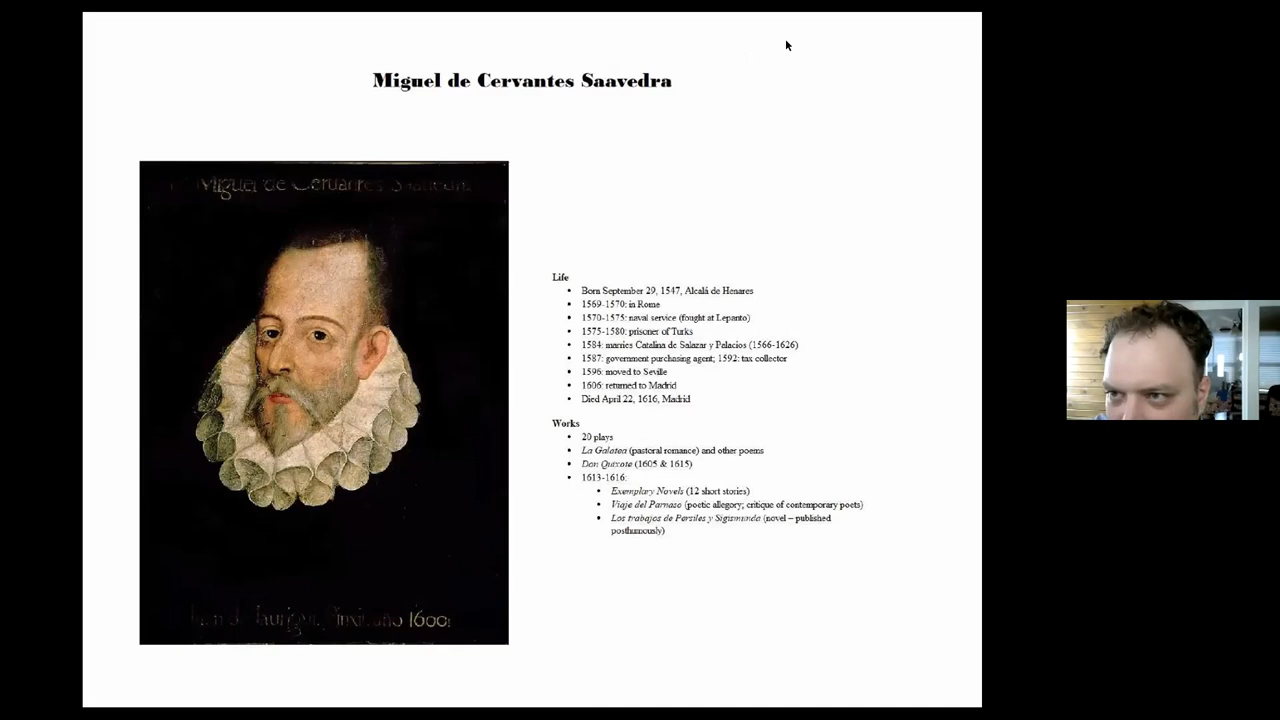 Miguel de Cervantes Saavedra
Miguel de
Life
• Born September 29, 1547, Alcalá de Henares
• 1569-1570: in Rome
• 1570-1575: naval service (fought at Lepanto)
• 1575-1580: prisoner of Turks
• 1584: marries Catalina de Salazar y Palacios (1566-1626)
• 1587: government purchasing agent; 1592: tax collector
• 1596: moved to Seville
• 1606: returned to Madrid
• Died April 22, 1616, Madrid
Works
• 20 plays
• La Galatea (pastoral romance) and other poems
• Don Quixote (1605 & 1615)
• 1613-1616:
• Exemplary Novels (12 short stories)
• Viaje del Parnaso (poetic allegory; critique of contemporary poets)
• Los trabajos de Persiles y Sigismunda (novel – published
posthumously)
año 1600